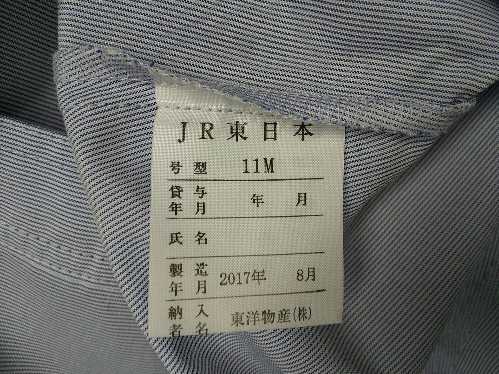 JR東日本
号型 11M
貸与
年月 年 月
氏名
製造
年月 2017年 8月
納入
者名 東洋物産(株)